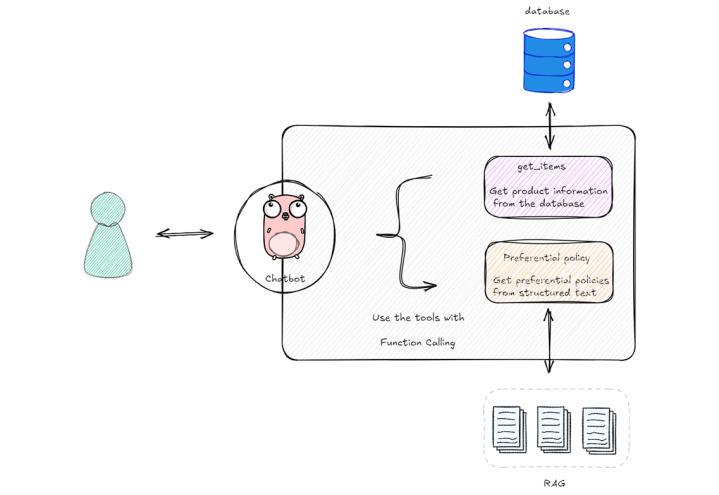 database
get_items
Get product information
from the database
Chatbot
Preferential policy
Get preferential policies
from structured text
Use the tools with
Function Calling
RAG